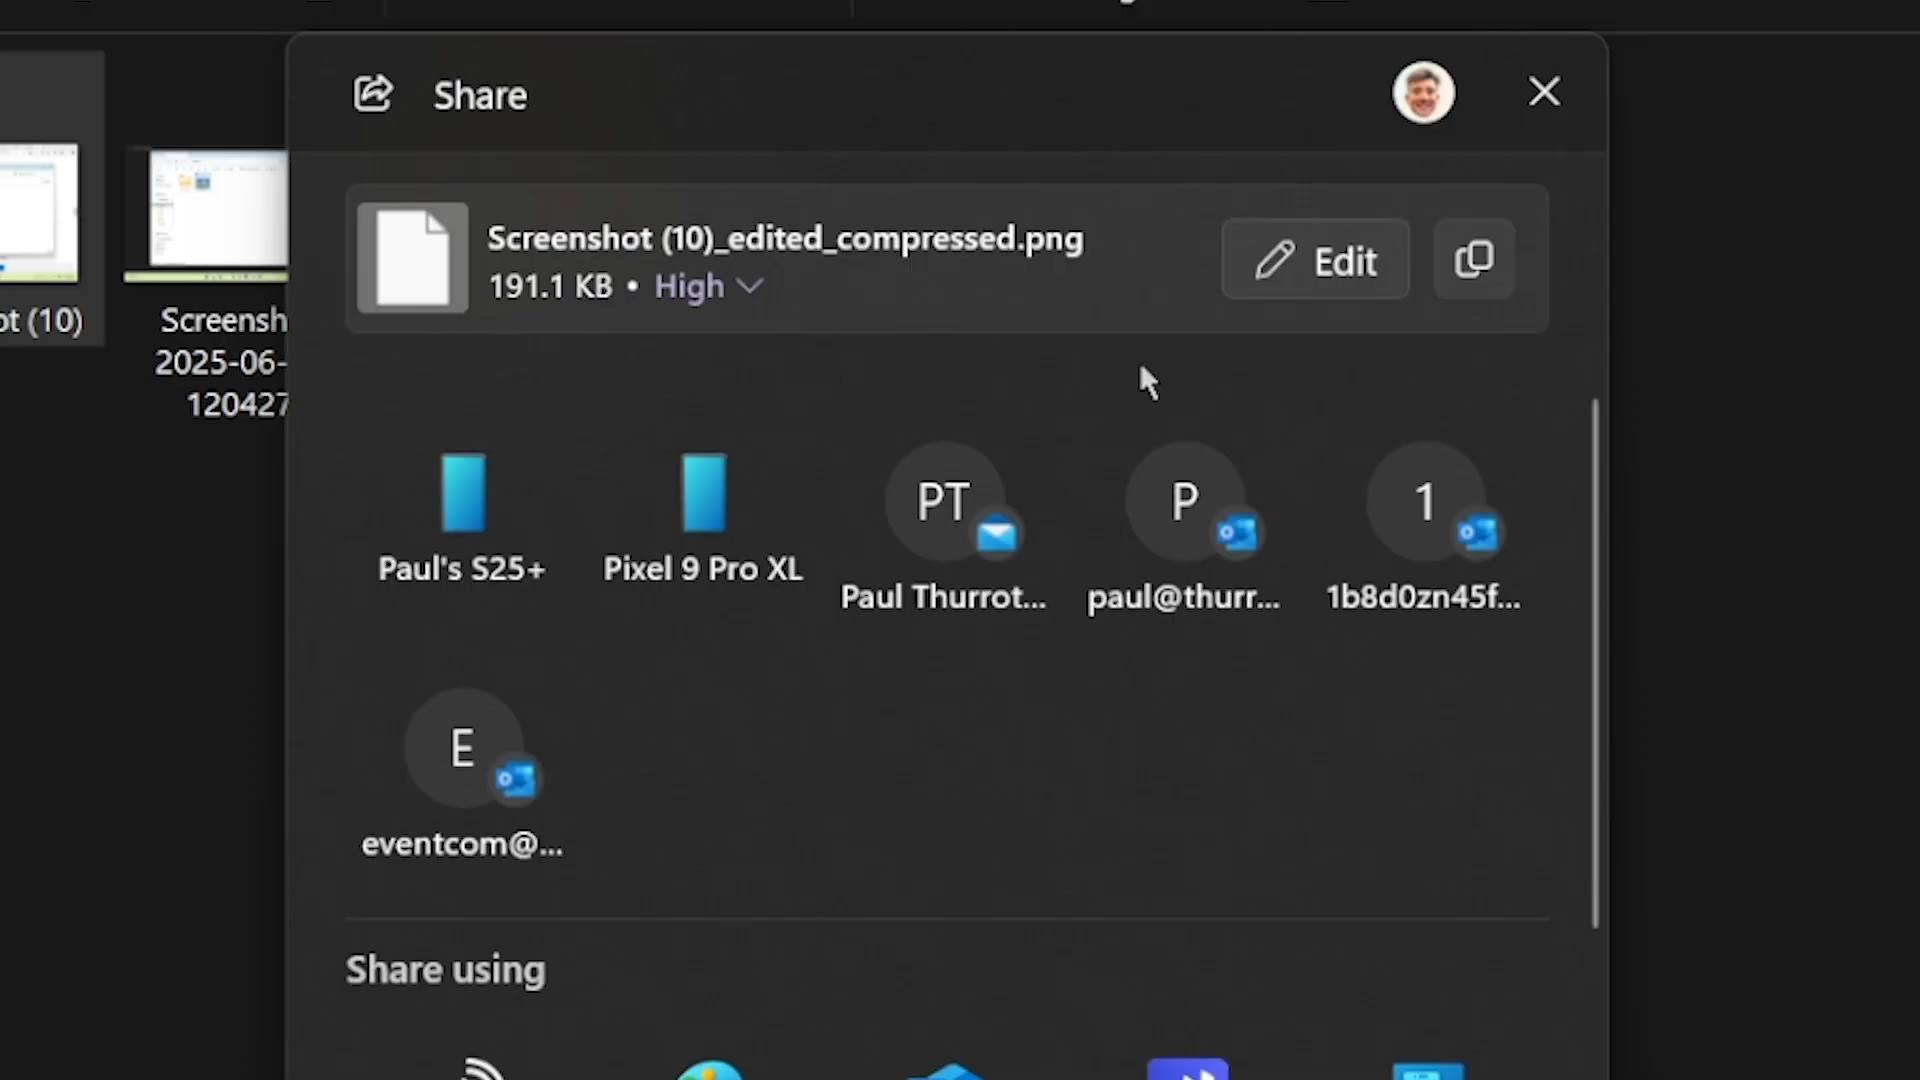 Share
Screenshot (10)_edited_compressed.png
191.1 KB • High
Edit
ot (10)
Screensh
2025-06-
120427
PT
P
1
Paul's S25+
Pixel 9 Pro XL
Paul Thurrot...
paul@thurr...
1b8d0zn45f...
E
eventcom@...
Share using